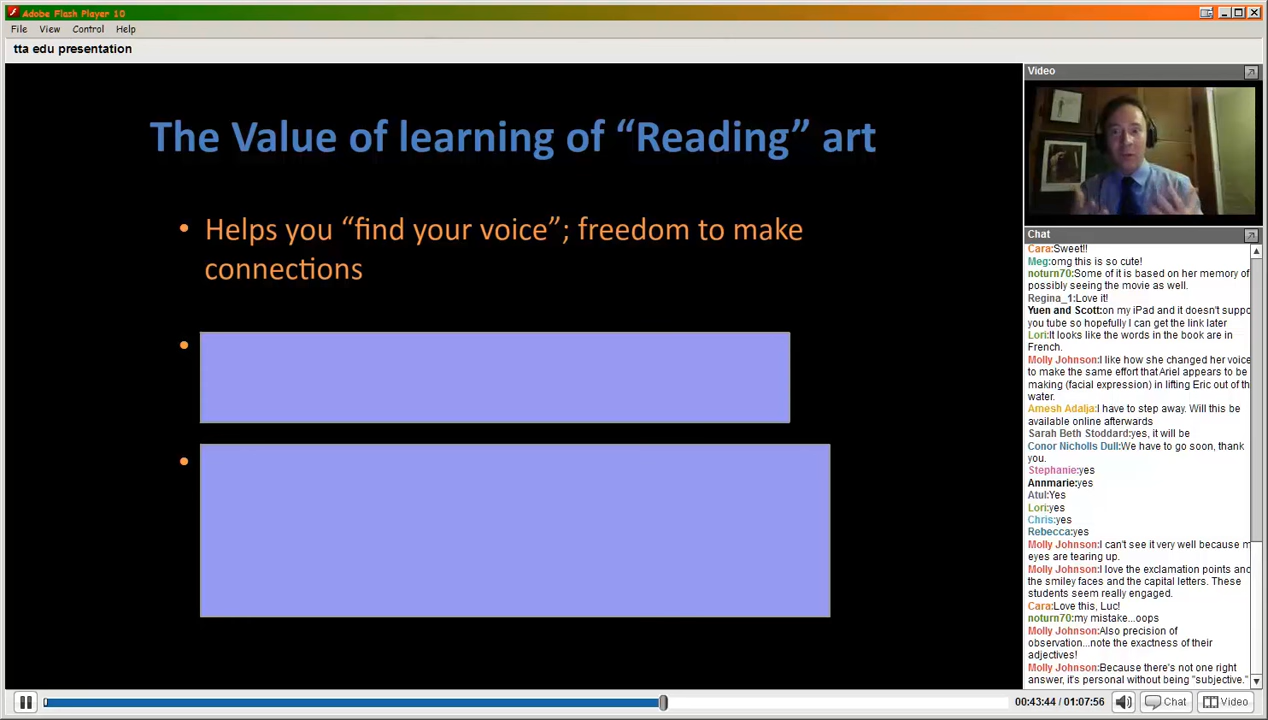 Adobe Flash Player 10
File View Control Help
tta edu presentation
The Value of learning of “Reading” art
• Helps you “find your voice”; freedom to make
connections
•
•
Video
Chat
Cara:Sweet!!
Meg:omg this is so cute!
noturn70:Some of it is based on her memory of
possibly seeing the movie as well.
Regina_1:Love it!
Yuen and Scott:on my iPad and it doesn't suppo
you tube so hopefully I can get the link later
Lori:It looks like the words in the book are in
French.
Molly Johnson:I like how she changed her voice
to make the same effort that Ariel appears to be
making (facial expression) in lifting Eric out of th
water.
Amesh Adalja:I have to step away. Will this be
available online afterwards
Sarah Beth Stoddard:yes, it will be
Conor Nicholls Dull:We have to go soon, thank
you.
Stephanie:yes
Annmarie:yes
Atul:Yes
Lori:yes
Chris:yes
Rebecca:yes
Molly Johnson:I can't see it very well because m
eyes are tearing up.
Molly Johnson:I love the exclamation points and
the smiley faces and the capital letters. These
students seem really engaged.
Cara:Love this, Luc!
noturn70:my mistake...oops
Molly Johnson:Also precision of
observation...note the exactness of their
adjectives!
Molly Johnson:Because there's not one right
answer, it's personal without being "subjective."
00:43:44 / 01:07:56 Chat Video